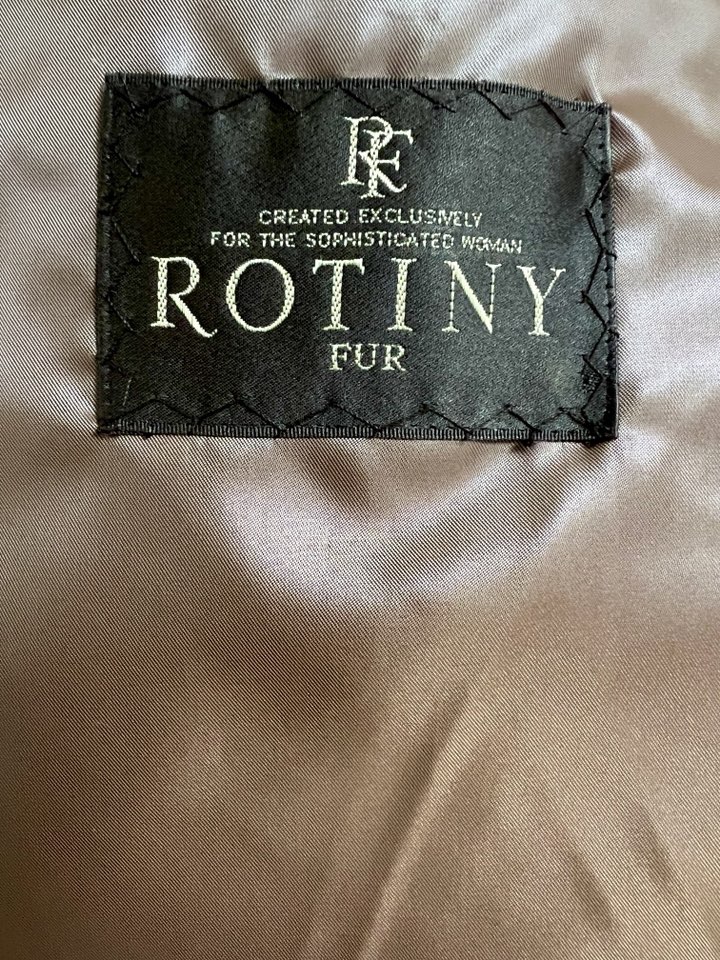 RF
CREATED EXCLUSIVELY
FOR THE SOPHISTICATED WOMAN
ROTINY
FUR